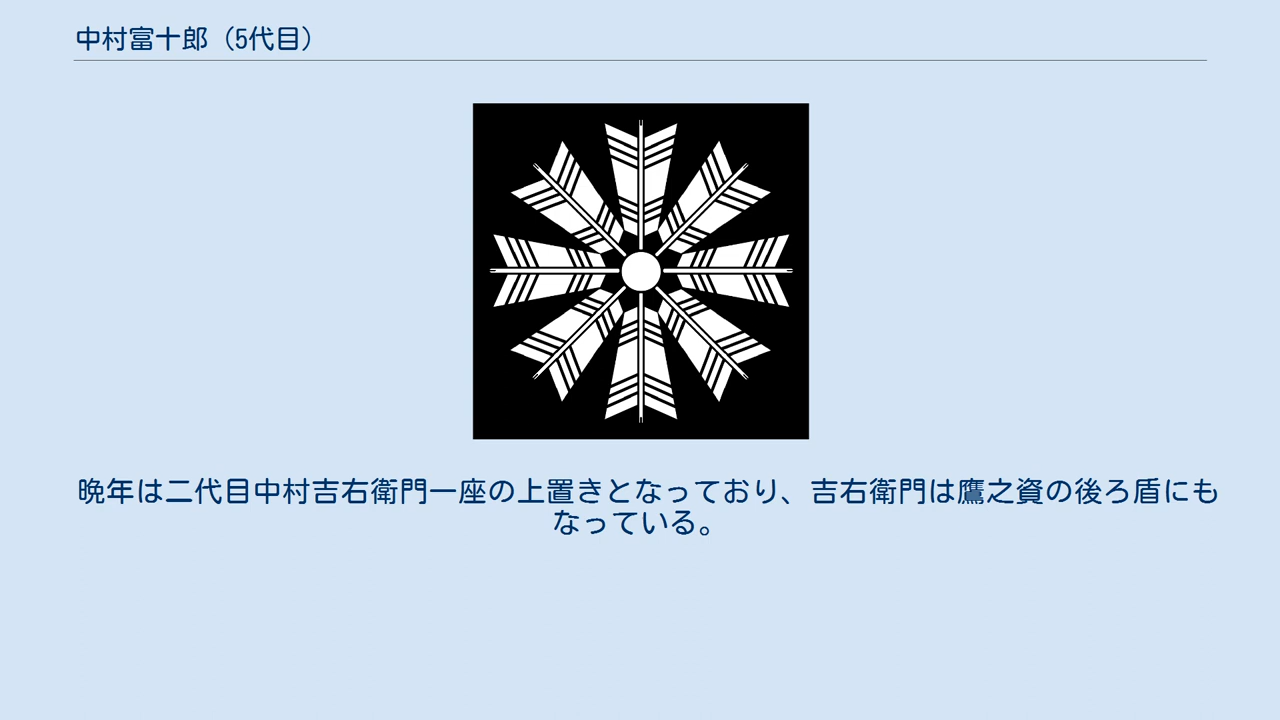 中村富十郎（5代目）
晩年は二代目中村吉右衛門一座の上置きとなっており、吉右衛門は鷹之資の後ろ盾にも
なっている。